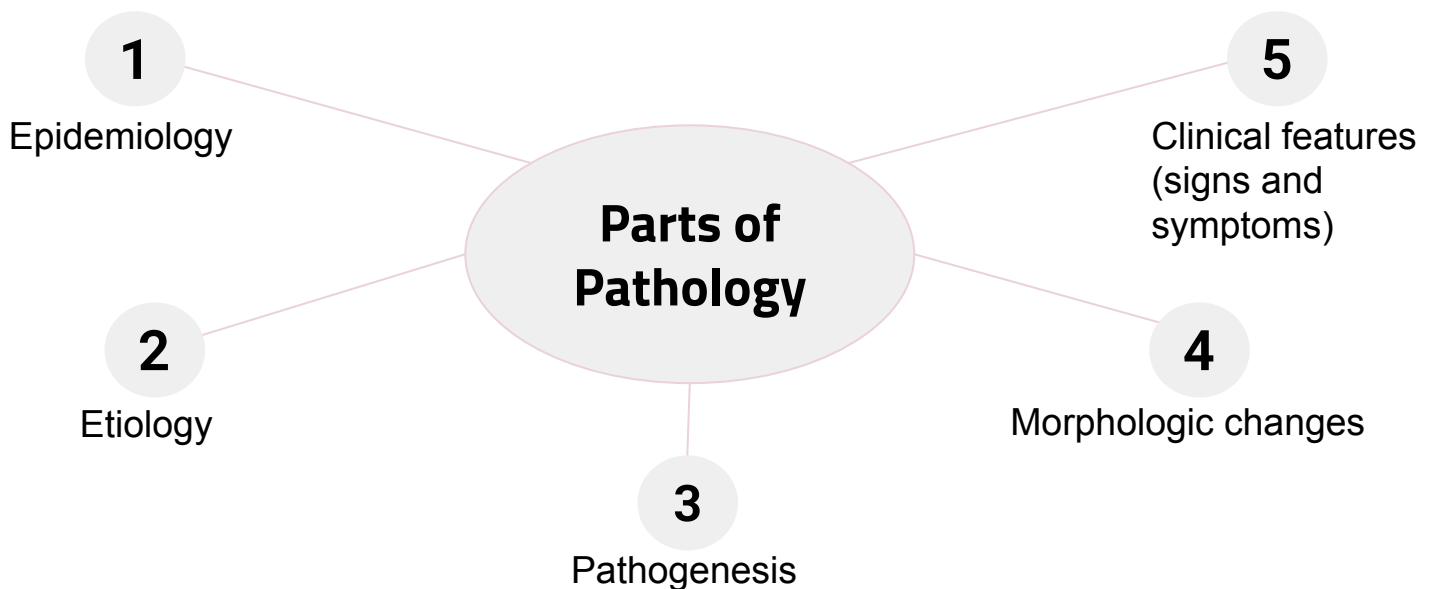 Parts of
Pathology
1
Epidemiology
2
Etiology
3
Pathogenesis
4
Morphologic changes
5
Clinical features
(signs and
symptoms)